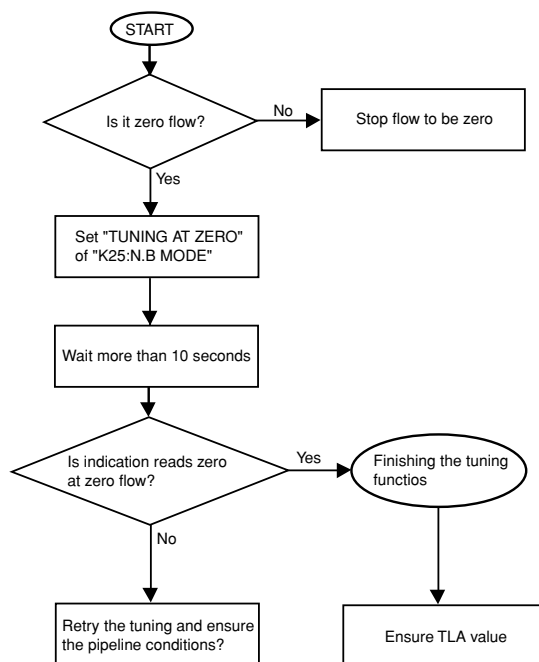 START
Is it zero flow?
No
Stop flow to be zero
Yes
Set "TUNING AT ZERO"
of "K25:N.B MODE"
Wait more than 10 seconds
Is indication reads zero
at zero flow?
Yes
Finishing the tuning
functios
No
Retry the tuning and ensure
the pipeline conditions?
Ensure TLA value